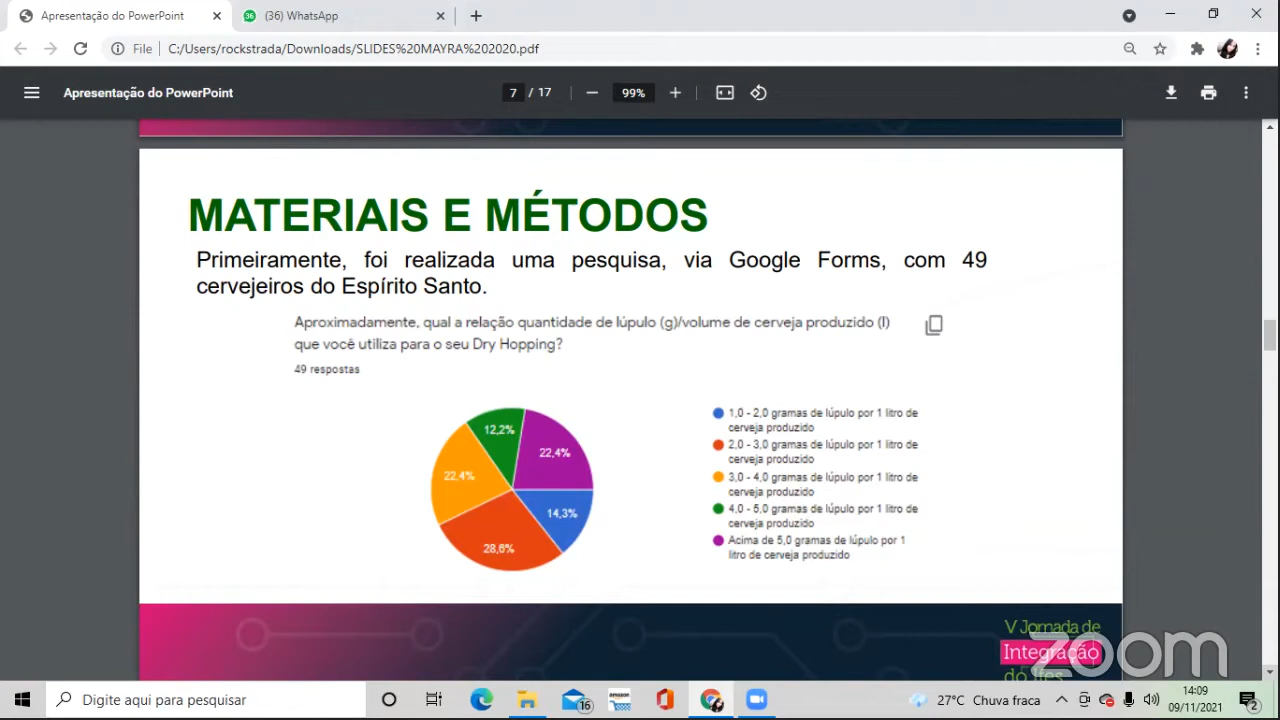 Apresentação do PowerPoint
(36) WhatsApp
File
C:/Users/rockstrada/Downloads/SLIDES%20MAYRA%202020.pdf
Apresentação do PowerPoint
7 / 17
99%
MATERIAIS E MÉTODOS
Primeiramente, foi realizada uma pesquisa, via Google Forms, com 49
cervejeiros do Espírito Santo.
Aproximadamente, qual a relação quantidade de lúpulo (g)/volume de cerveja produzido (l)
que você utiliza para o seu Dry Hopping?
49 respostas
12,2%
22,4%
22,4%
14,3%
28,6%
1,0 - 2,0 gramas de lúpulo por 1 litro de
cerveja produzido
2,0 - 3,0 gramas de lúpulo por 1 litro de
cerveja produzido
3,0 - 4,0 gramas de lúpulo por 1 litro de
cerveja produzido
4,0 - 5,0 gramas de lúpulo por 1 litro de
cerveja produzido
Acima de 5,0 gramas de lúpulo por 1
litro de cerveja produzido
V Jornada de
Integração
do Ifes
zoom
Digite aqui para pesquisar
16
amazon
27°C Chuva fraca
14:09
09/11/2021
2